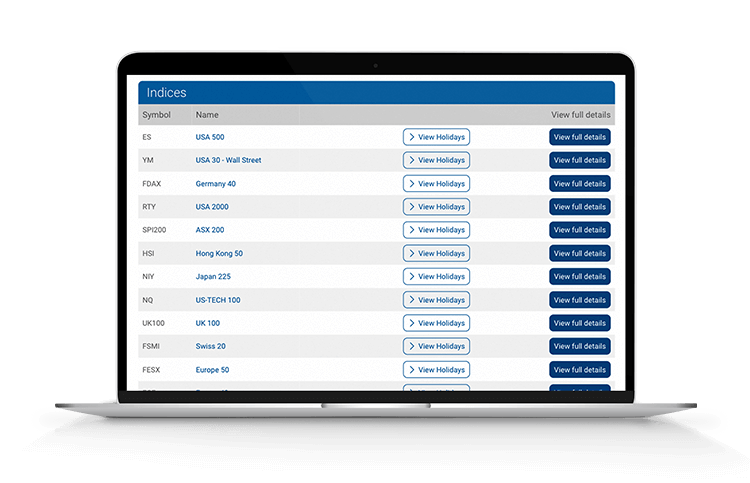 Indices
Symbol Name View full details
ES USA 500 View Holidays View full details
YM USA 30 - Wall Street View Holidays View full details
FDAX Germany 40 View Holidays View full details
RTY USA 2000 View Holidays View full details
SPI200 ASX 200 View Holidays View full details
HSI Hong Kong 50 View Holidays View full details
NIY Japan 225 View Holidays View full details
NQ US-TECH 100 View Holidays View full details
UK100 UK 100 View Holidays View full details
FSMI Swiss 20 View Holidays View full details
FESX Europe 50 View Holidays View full details